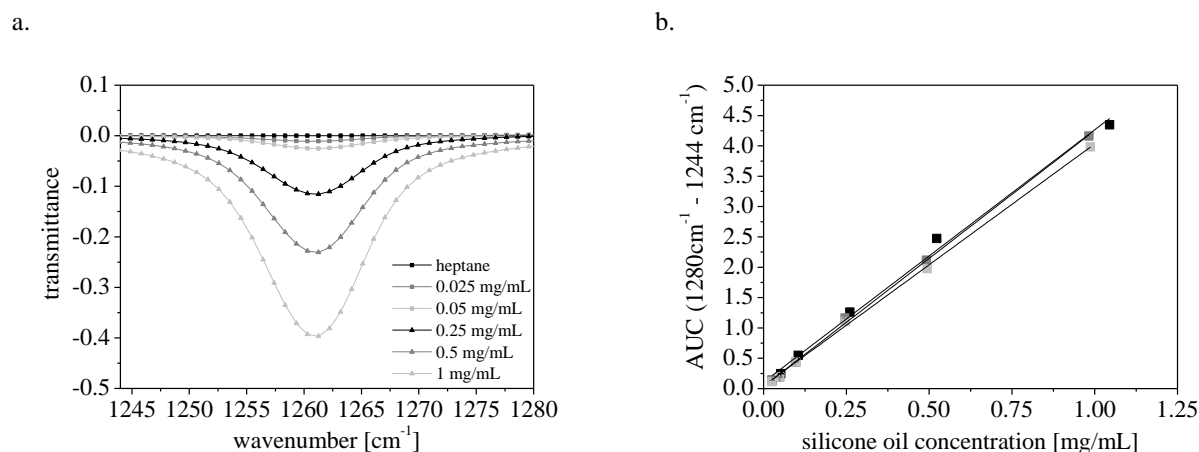 a.
0.1
0.0
-0.1
-0.2
-0.3
-0.4
-0.5
transmittance
1245 1250 1255 1260 1265 1270 1275 1280
wavenumber [cm⁻¹]
heptane
0.025 mg/mL
0.05 mg/mL
0.25 mg/mL
0.5 mg/mL
1 mg/mL
b.
5.0
4.5
4.0
3.5
3.0
2.5
2.0
1.5
1.0
0.5
0.0
AUC (1280cm⁻¹ - 1244 cm⁻¹)
0.00 0.25 0.50 0.75 1.00 1.25
silicone oil concentration [mg/mL]